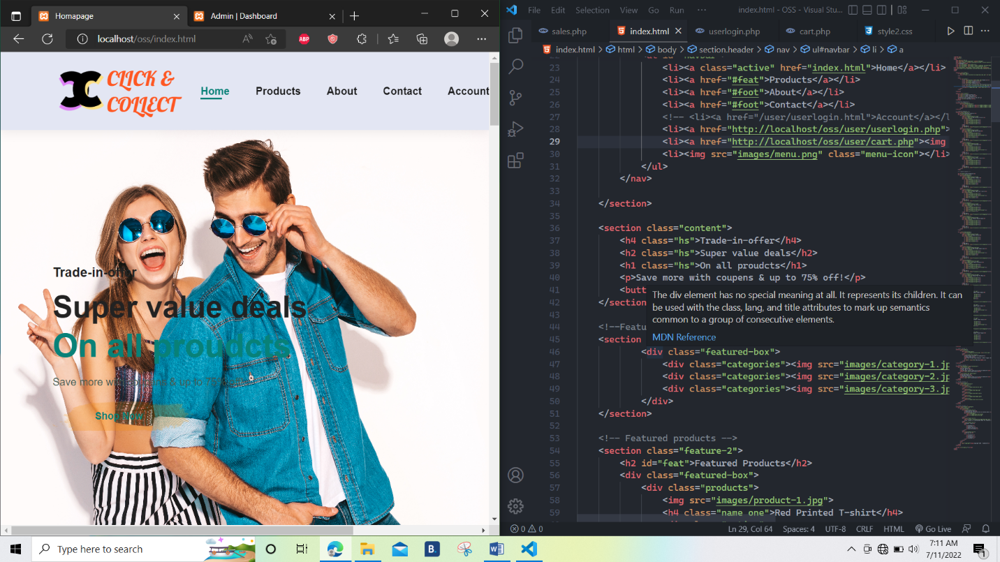 Homepage
Admin | Dashboard
localhost/oss/index.html
ABP
CLICK &
COLLECT
Home Products About Contact Account
Trade-in-offer
Super value deals
On all proudcts
Save more with coupens & up to 75%
Shop Now
Type here to search
File Edit Selection View Go Run ···
index.html - OSS - Visual Stu...
sales.php index.html userlogin.php cart.php style2.css
index.html > html > body > section.header > nav > ul#navbar > li > a
23 <li><a class="active" href="index.html">Home</a></li>
24 <li><a href="#feat">Products</a></li>
25 <li><a href="#foot">About</a></li>
26 <li><a href="#foot">Contact</a></li>
27 <!-- <li><a href="/user/userlogin.html">Account</a></l
28 <li><a href="http://localhost/oss/user/userlogin.php">
29 <li><a href="http://localhost/oss/user/cart.php"><img
30 <li><img src="images/menu.png" class="menu-icon"></li
31 </ul>
32 </nav>
33
34 </section>
35
36 <section class="content">
37 <h4 class="hs">Trade-in-offer</h4>
38 <h2 class="hs">Super value deals</h2>
39 <h1 class="hs">On all proudcts</h1>
40 <p>Save more with coupens & up to 75% off!</p>
41 <butt
42 </section
43
44 <!--Featu
45 <section
The div element has no special meaning at all. It represents its children. It can
be used with the class, lang, and title attributes to mark up semantics
common to a group of consecutive elements.
MDN Reference
46 <div class="featured-box">
47 <div class="categories"><img src="images/category-1.jp
48 <div class="categories"><img src="images/category-2.jp
49 <div class="categories"><img src="images/category-3.jp
50 </div>
51 </section>
52
53 <!-- Featured products -->
54 <section class="feature-2">
55 <h2 id="feat">Featured Products</h2>
56 <div class="featured-box">
57 <div class="products">
58 <img src="images/product-1.jpg">
59 <h4 class="name one">Red Printed T-shirt</h4>
0 0 Ln 29, Col 64 Spaces: 4 UTF-8 CRLF HTML Go Live
7:11 AM
7/11/2022
1